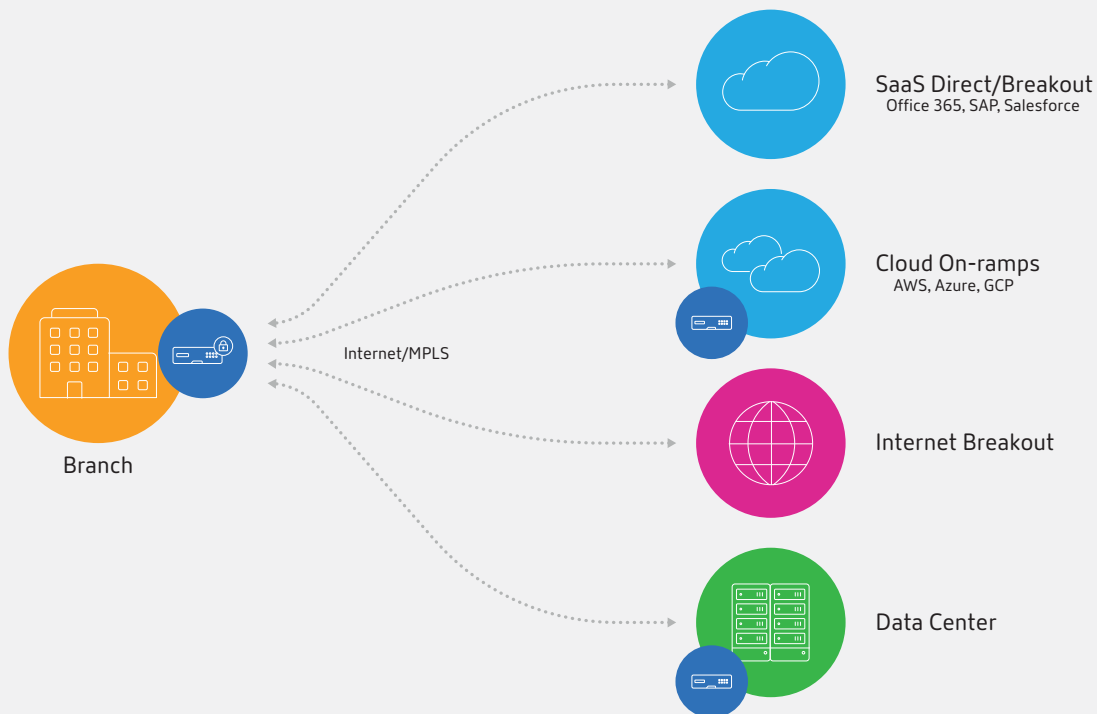 SaaS Direct/Breakout
Office 365, SAP, Salesforce
Cloud On-ramps
AWS, Azure, GCP
Internet/MPLS
Internet Breakout
Branch
Data Center